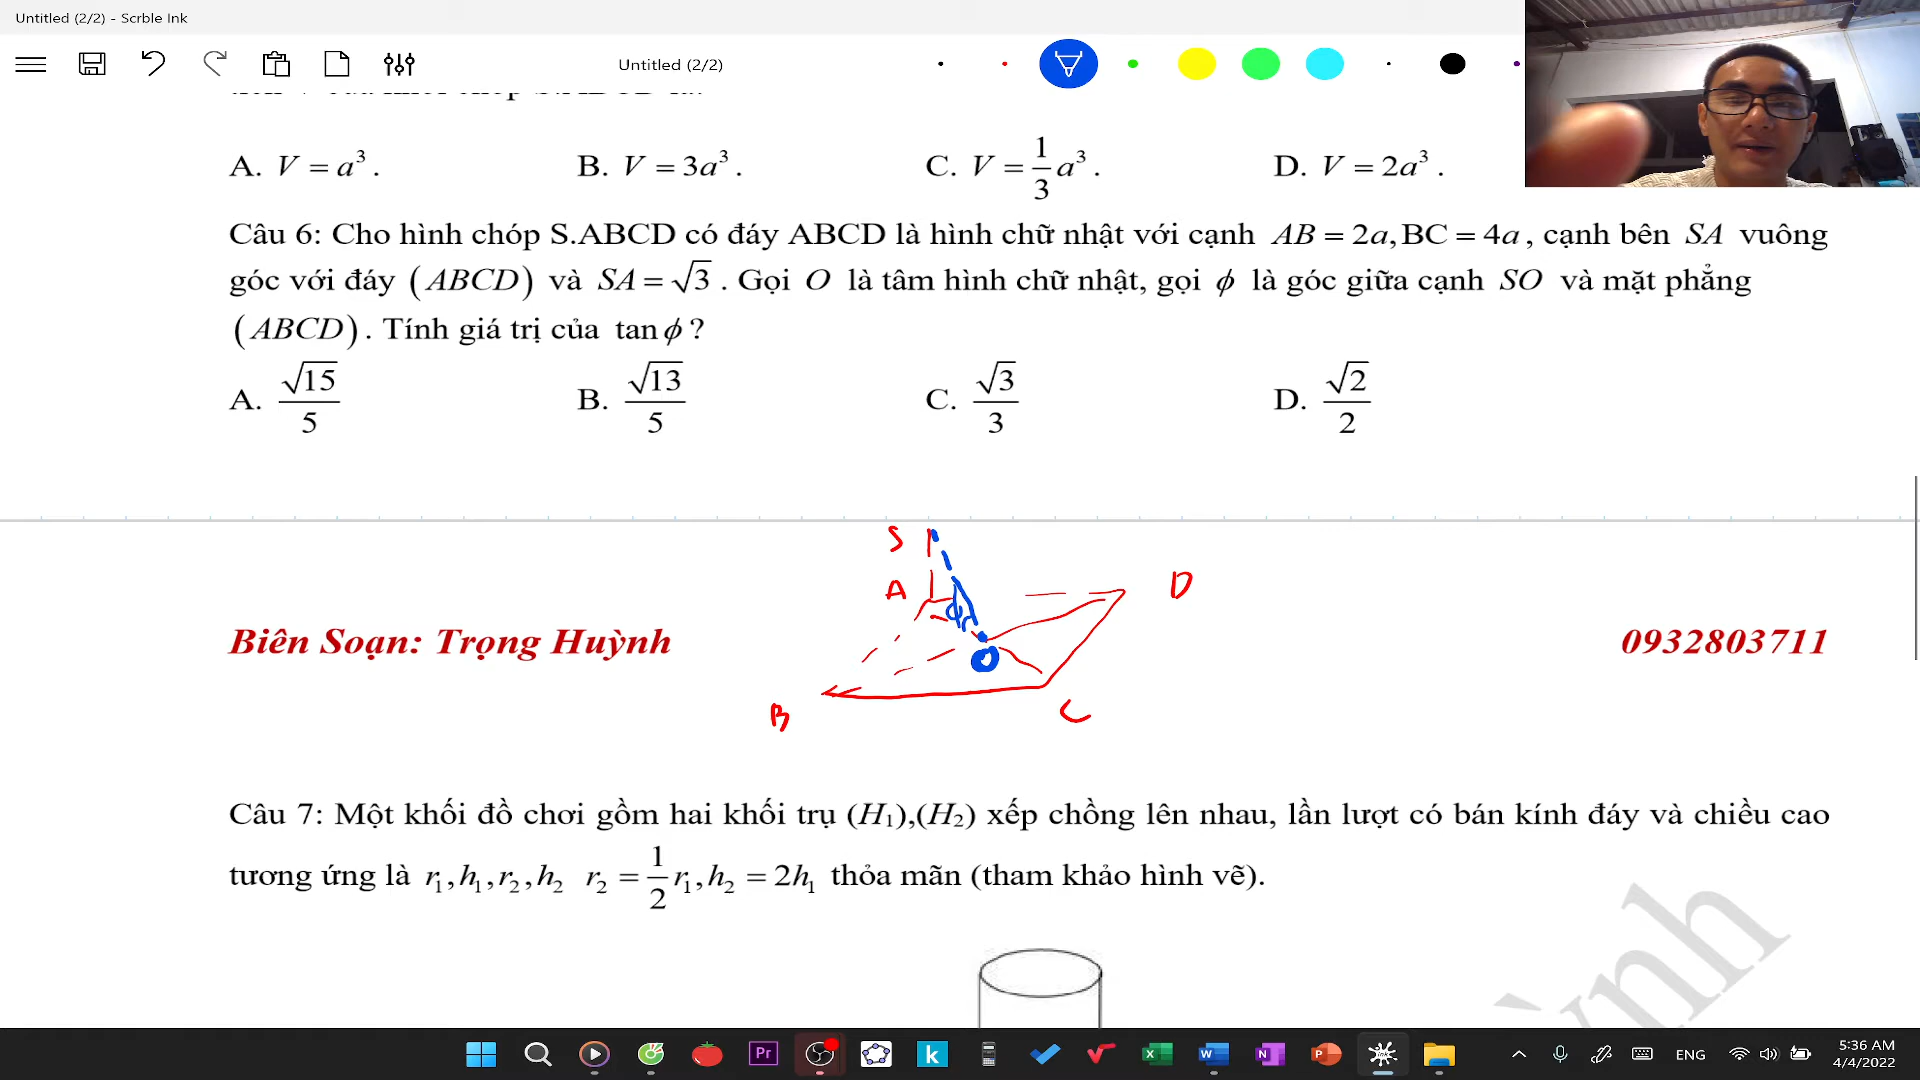 Untitled (2/2) - Scrble Ink
Untitled (2/2)
A. V = a³ .
B. V = 3a³ .
C. V = 1/3 a³ .
D. V = 2a³ .
Câu 6: Cho hình chóp S.ABCD có đáy ABCD là hình chữ nhật với cạnh AB = 2a, BC = 4a , cạnh bên SA vuông
góc với đáy (ABCD) và SA = √3 . Gọi O là tâm hình chữ nhật, gọi ϕ là góc giữa cạnh SO và mặt phẳng
(ABCD) . Tính giá trị của tan ϕ ?
A. √15/5
B. √13/5
C. √3/3
D. √2/2
S
A
D
ϕ
O
B
C
Biên Soạn: Trọng Huỳnh
0932803711
Câu 7: Một khối đồ chơi gồm hai khối trụ (H₁),(H₂) xếp chồng lên nhau, lần lượt có bán kính đáy và chiều cao
tương ứng là r₁, h₁, r₂, h₂ r₂ = 1/2 r₁, h₂ = 2h₁ thỏa mãn (tham khảo hình vẽ).
Pr
k
ENG
5:36 AM
4/4/2022